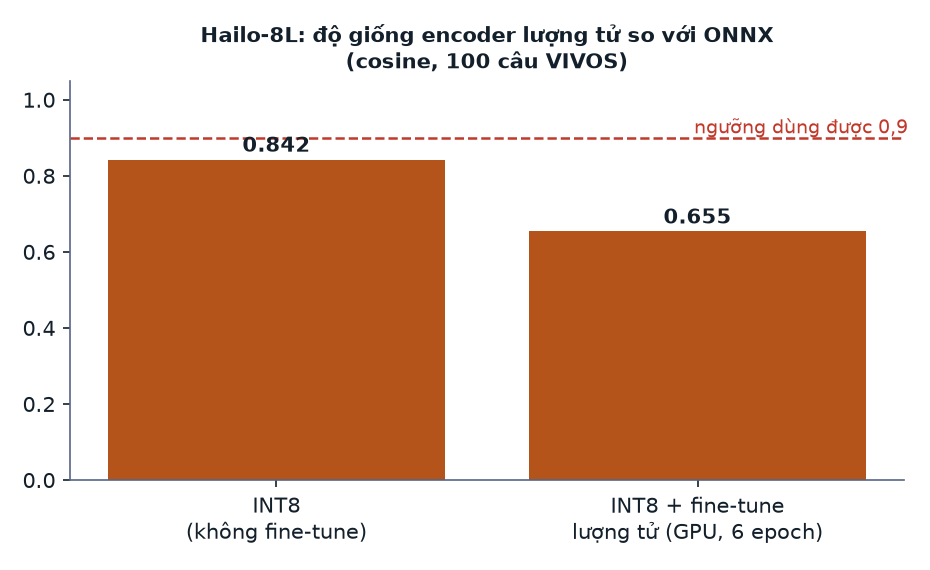 Hailo-8L: độ giống encoder lượng tử so với ONNX
(cosine, 100 câu VIVOS)
1.0
ngưỡng dùng được 0,9
0.842
0.8
0.655
0.6
0.4
0.2
0.0
INT8
(không fine-tune)
INT8 + fine-tune
lượng tử (GPU, 6 epoch)